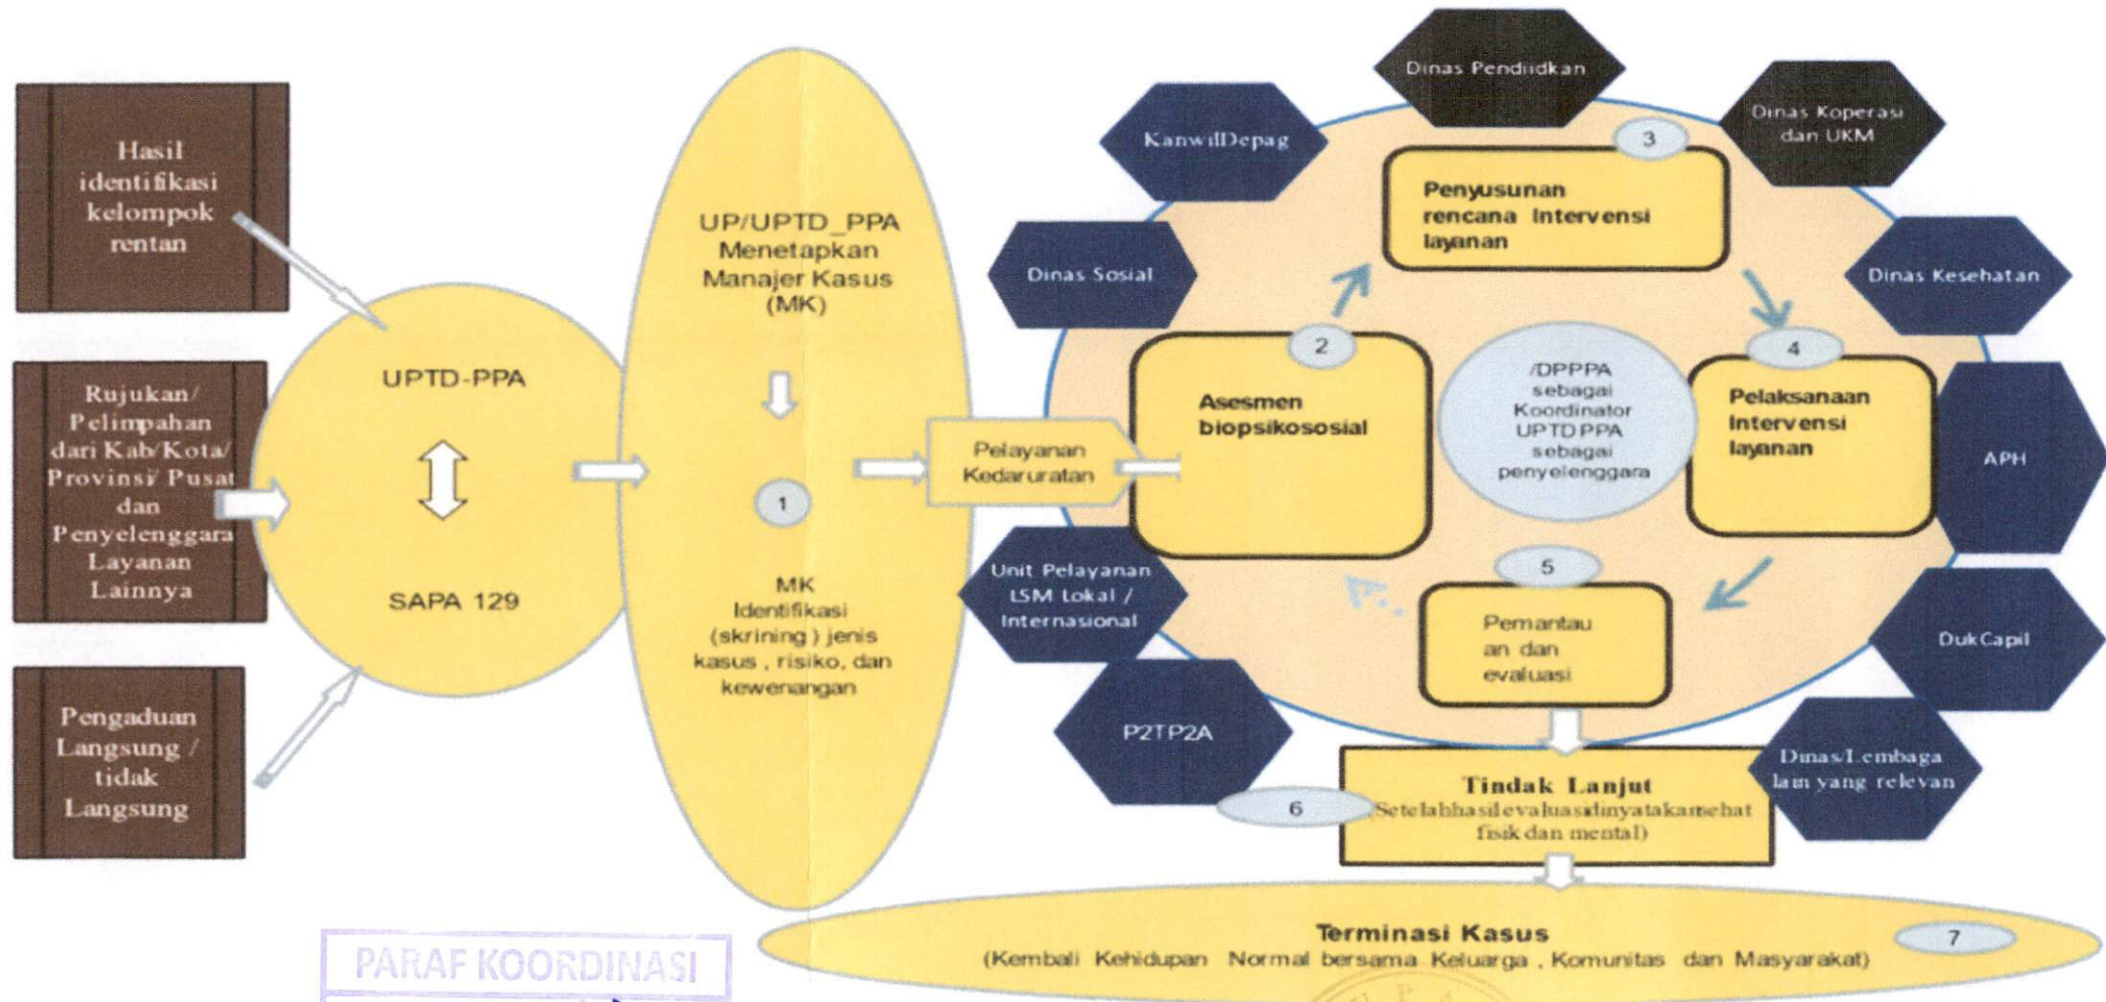 Hasil
identifikasi
kelompok
rentan
Rujukan/
Pelimpahan
dari Kab/Kota/
Provinsi/ Pusat
dan
Penyelenggara
Layanan
Lainnya
Pengaduan
Langsung /
tidak
Langsung
UPTD-PPA
SAPA 129
UP/UPTD_PPA
Menetapkan
Manajer Kasus
(MK)
1
MK
Identifikasi
(skrining ) jenis
kasus , risiko, dan
kewenangan
Pelayanan
Kedaruratan
2
Asesmen
biopsikososial
3
Penyusunan
rencana Intervensi
layanan
4
Pelaksanaan
Intervensi
layanan
/DPPPA
sebagai
Koordinator
UPTD PPA
sebagai
penyelenggara
5
Pemantau
an dan
evaluasi
Dinas Pendiidkan
KanwilDepag
Dinas Koperasi
dan UKM
Dinas Sosial
Dinas Kesehatan
APH
Unit Pelayanan
LSM Lokal /
Internasional
DukCapil
P2TP2A
Dinas/Lembaga
lain yang relevan
6
Tindak Lanjut
(Setelahhasilevaluasidinyatakansehat
fisik dan mental)
Terminasi Kasus
7
(Kembali Kehidupan Normal bersama Keluarga , Komunitas dan Masyarakat)
PARAF KOORDINASI